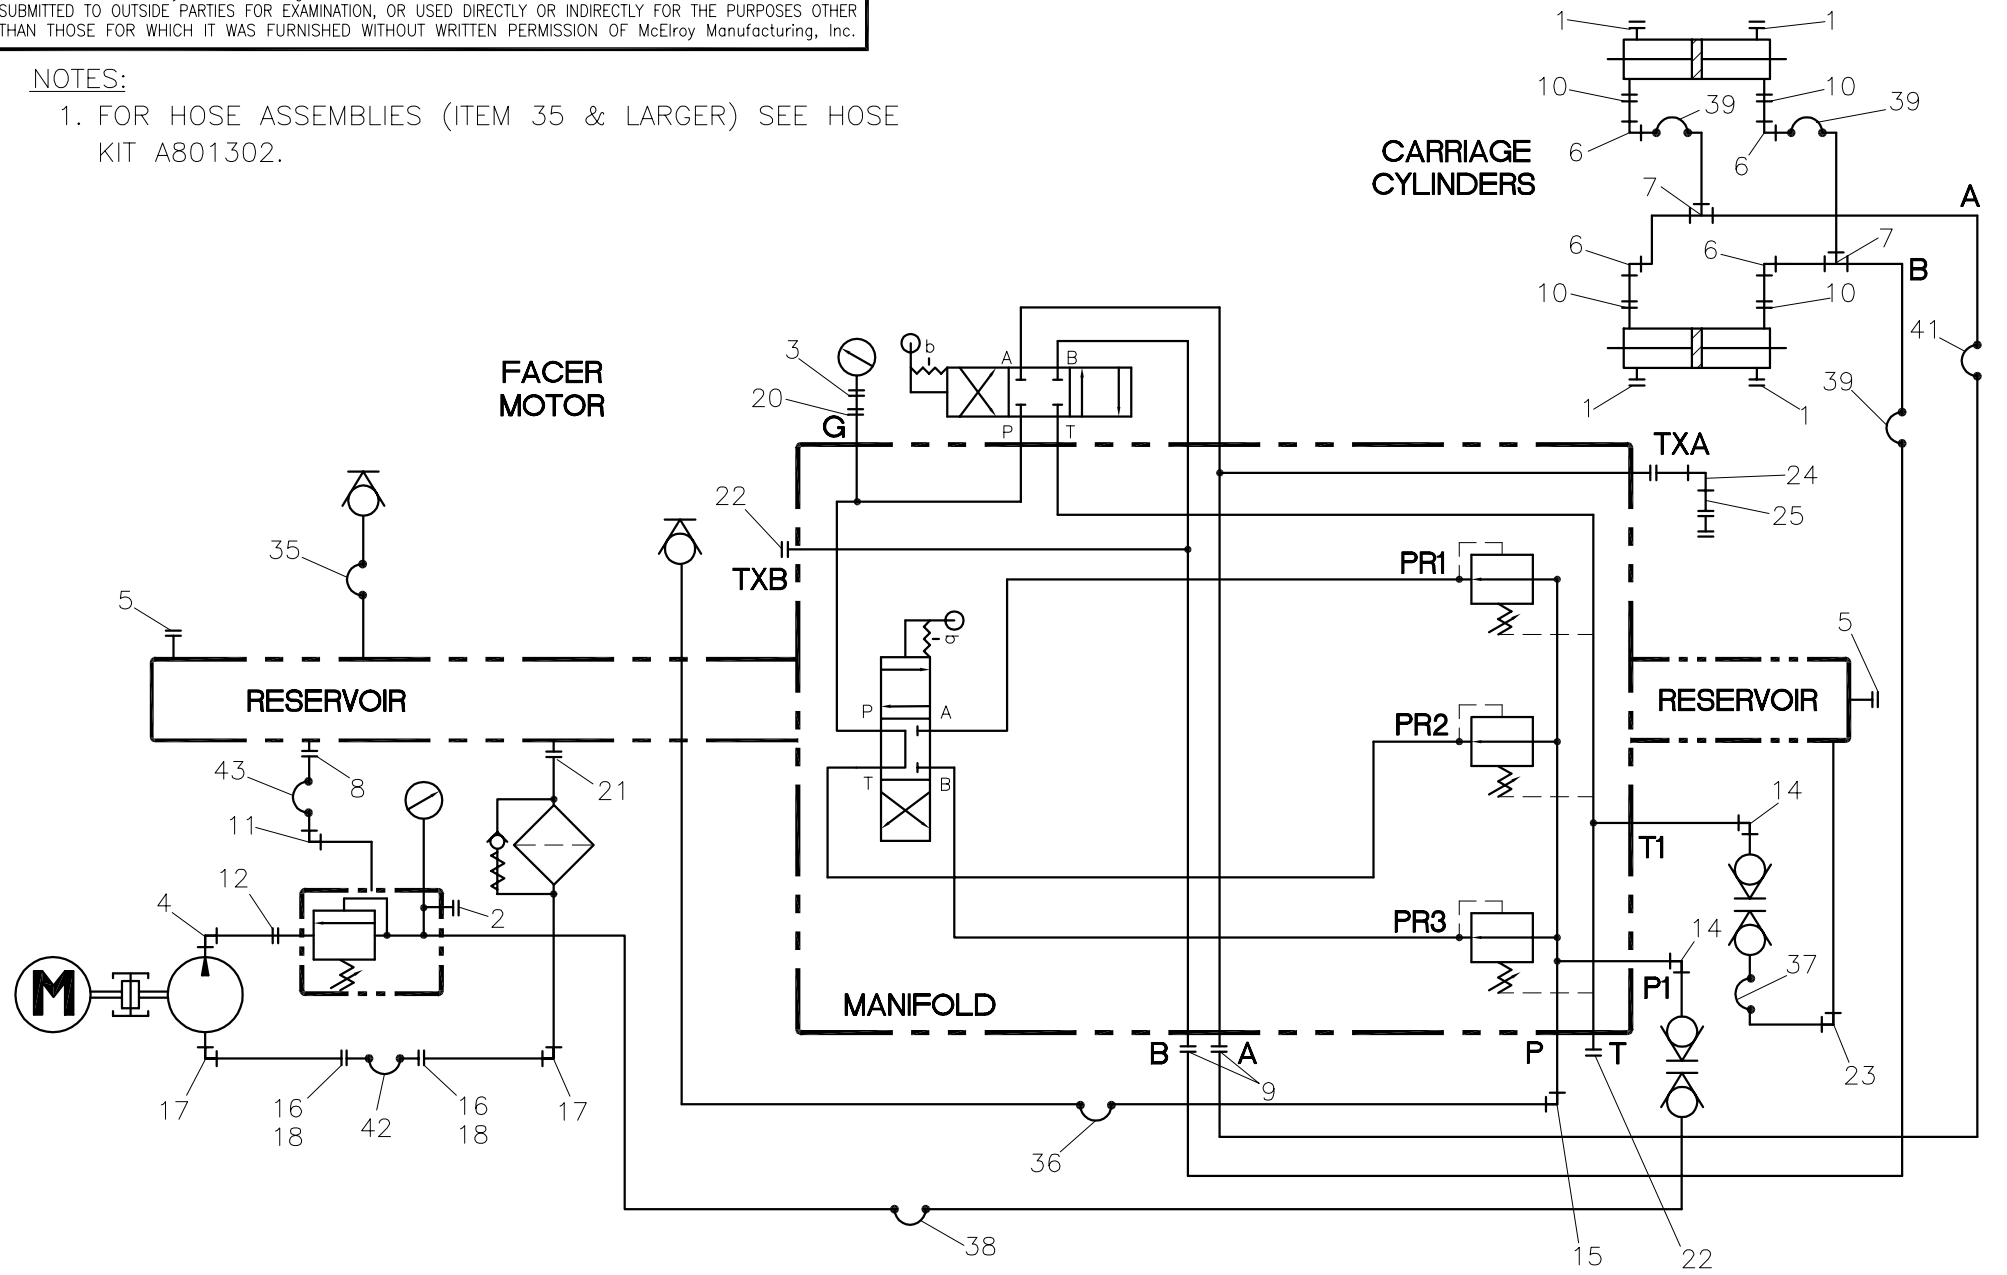 SUBMITTED TO OUTSIDE PARTIES FOR EXAMINATION, OR USED DIRECTLY OR INDIRECTLY FOR THE PURPOSES OTHER
THAN THOSE FOR WHICH IT WAS FURNISHED WITHOUT WRITTEN PERMISSION OF McElroy Manufacturing, Inc.
NOTES:
1. FOR HOSE ASSEMBLIES (ITEM 35 & LARGER) SEE HOSE
KIT A801302.
1
1
10
39
10
39
CARRIAGE
CYLINDERS
6
6
7
A
6
6
7
B
10
10
41
39
1
1
FACER
MOTOR
3
20
G
b
A
B
P
T
TXA
24
25
22
TXB
35
5
PR1
b
5
RESERVOIR
P
A
PR2
RESERVOIR
43
8
21
T
B
14
T1
11
12
4
2
PR3
14
37
P1
M
MANIFOLD
B
A
P
T
9
23
17
16
18
42
16
18
17
36
38
15
22